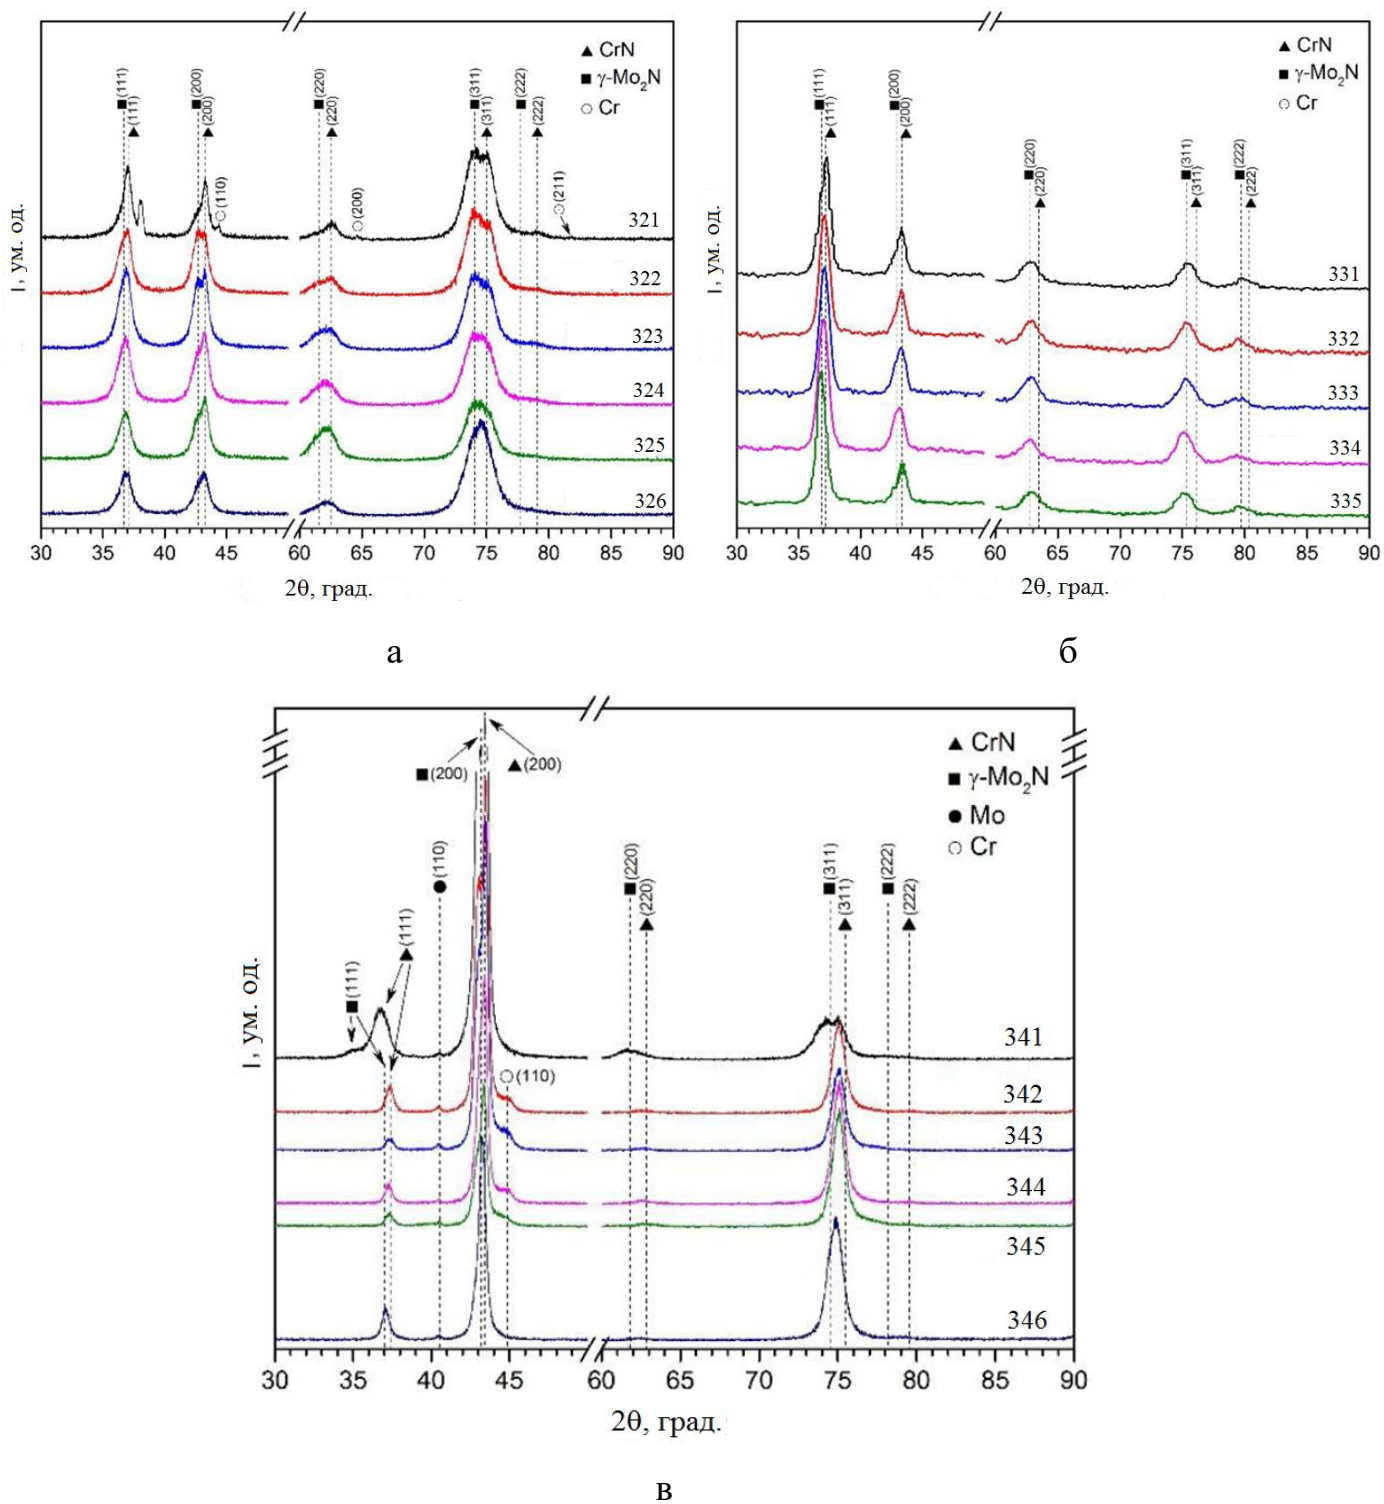 CrN
γ-Mo₂N
Cr
(111)
(111)
(200)
(200)
(110)
(220)
(220)
(200)
(311)
(311)
(222)
(222)
(211)
321
322
323
324
325
326
I, ум. од.
30 35 40 45 60 65 70 75 80 85 90
2θ, град.
а
CrN
γ-Mo₂N
Cr
(111)
(111)
(200)
(200)
(220)
(220)
(311)
(311)
(222)
(222)
331
332
333
334
335
I, ум. од.
30 35 40 45 60 65 70 75 80 85 90
2θ, град.
б
CrN
γ-Mo₂N
Mo
Cr
(200)
(200)
(110)
(111)
(111)
(110)
(220)
(220)
(311)
(311)
(222)
(222)
341
342
343
344
345
346
I, ум. од.
30 35 40 45 60 65 70 75 80 85 90
2θ, град.
в